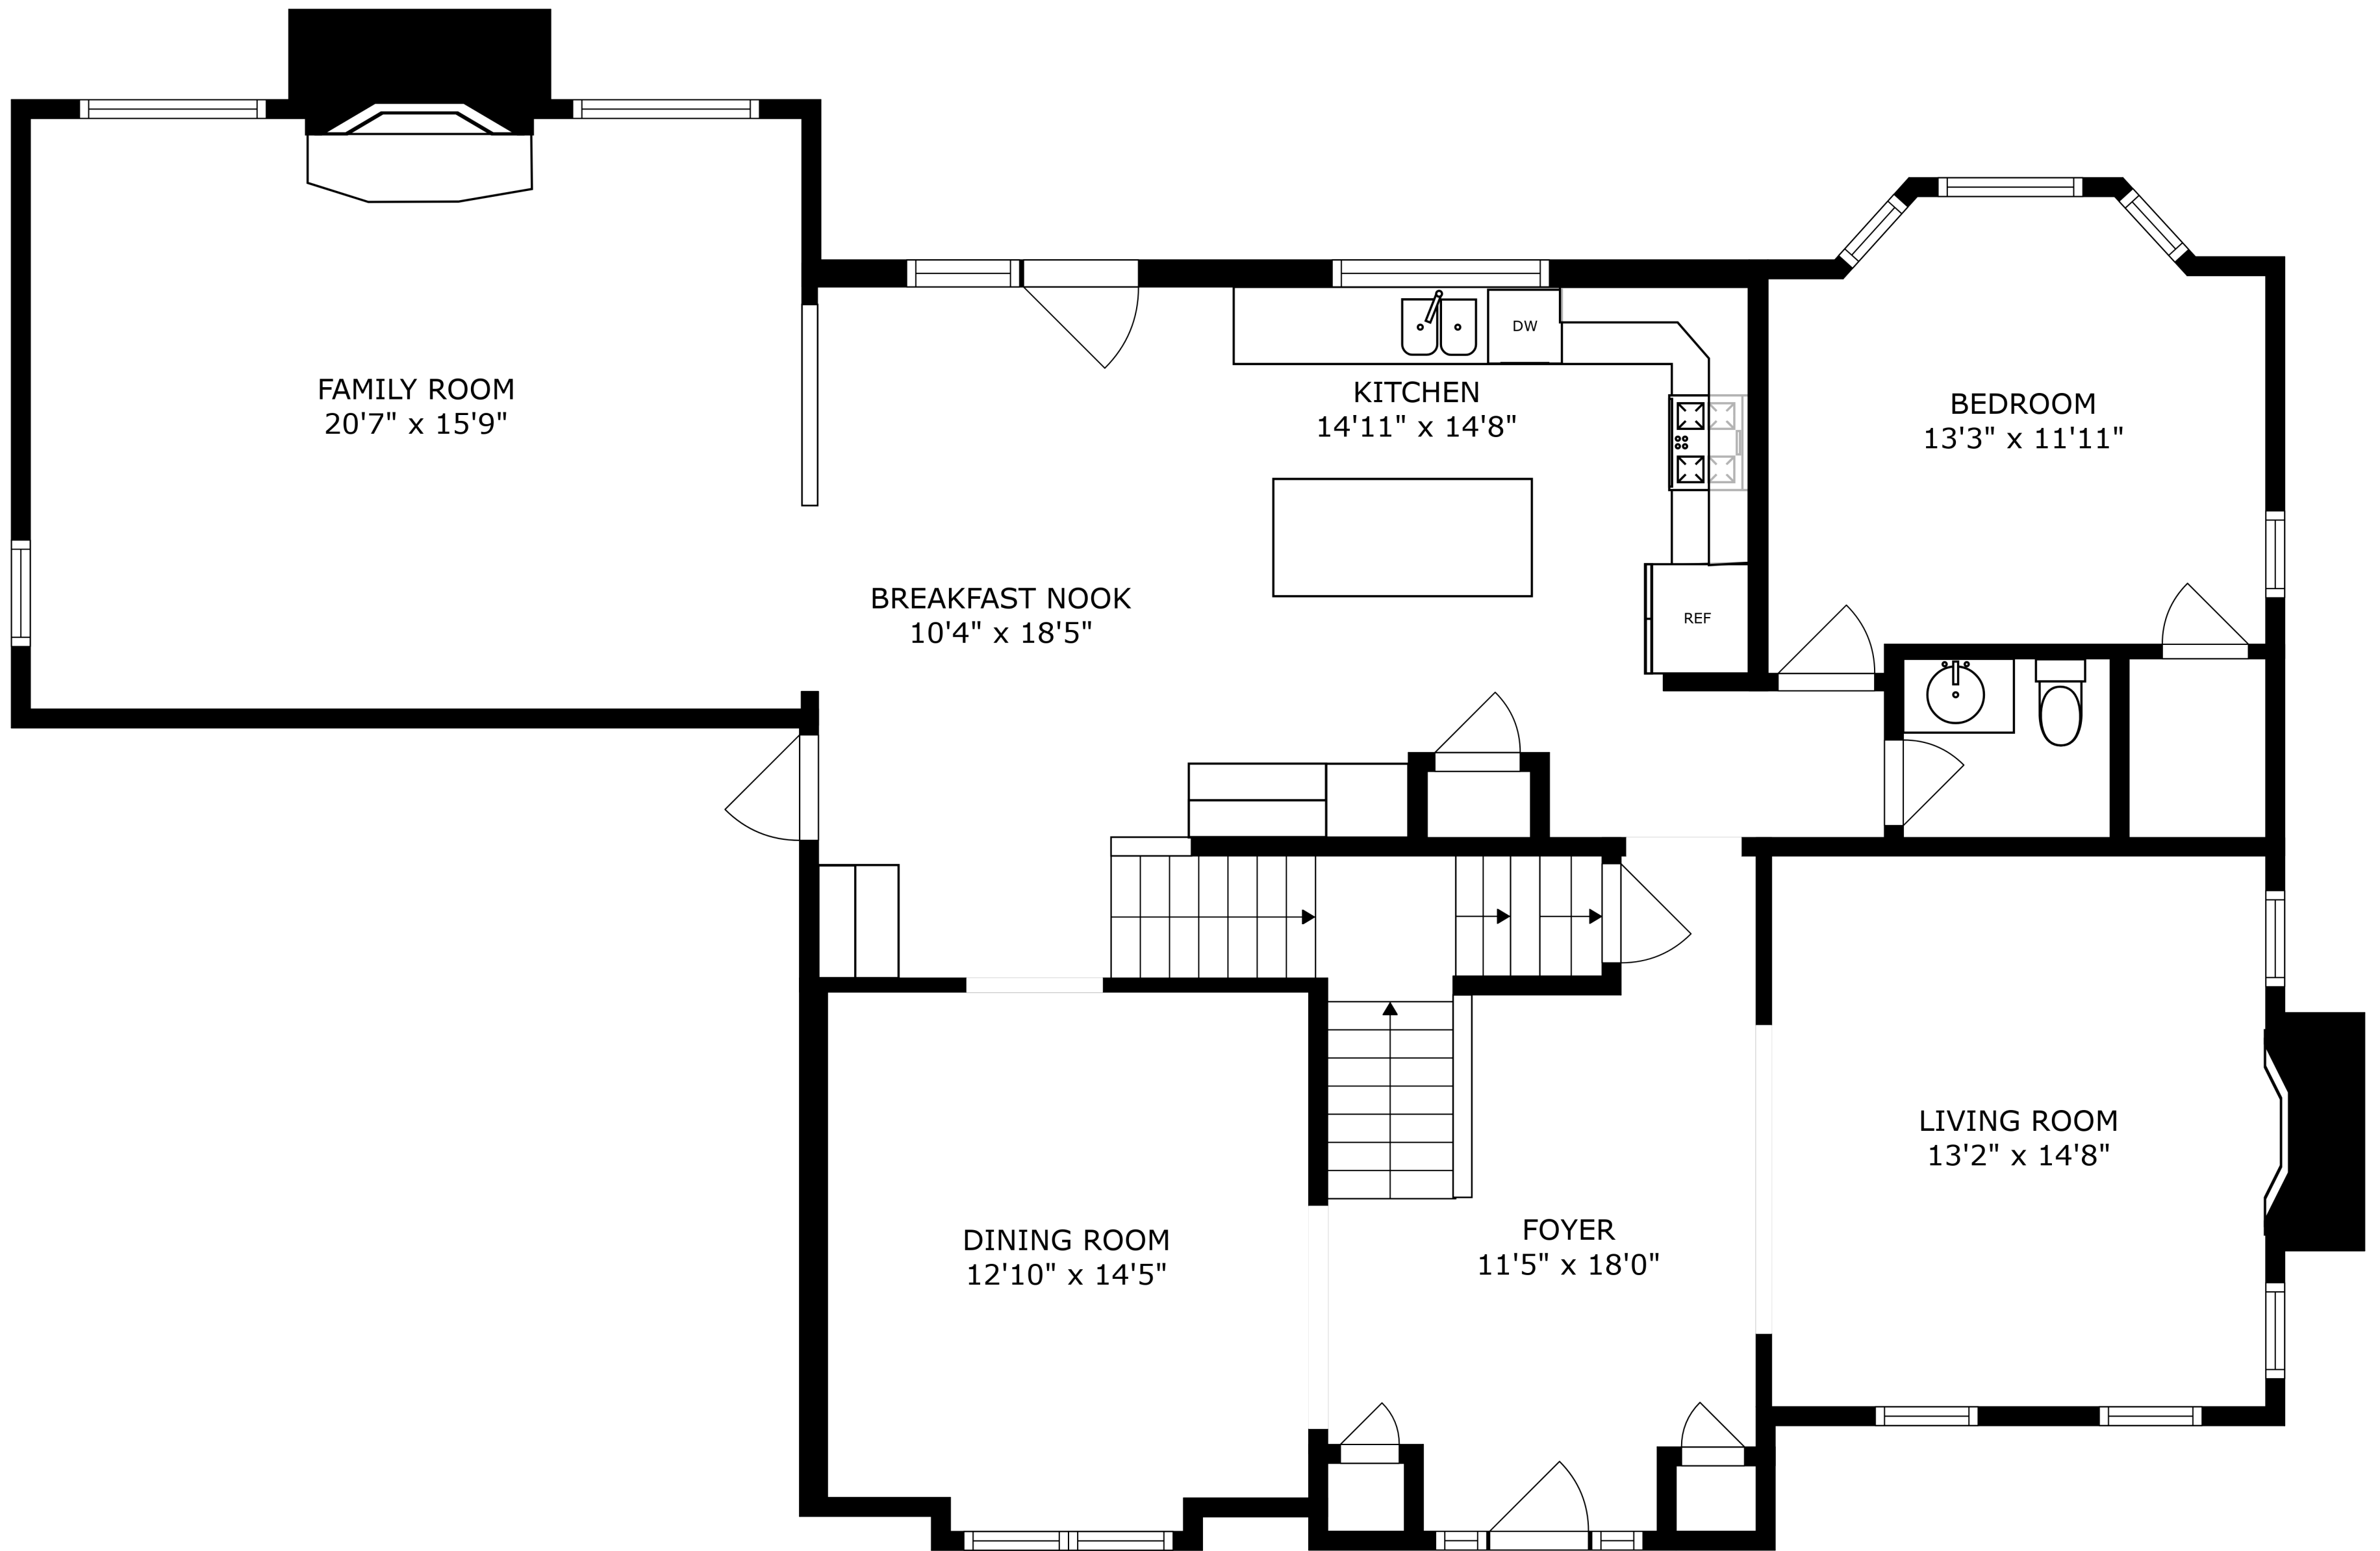 FAMILY ROOM
20'7" x 15'9"
BREAKFAST NOOK
10'4" x 18'5"
KITCHEN
14'11" x 14'8"
DW
REF
BEDROOM
13'3" x 11'11"
DINING ROOM
12'10" x 14'5"
FOYER
11'5" x 18'0"
LIVING ROOM
13'2" x 14'8"